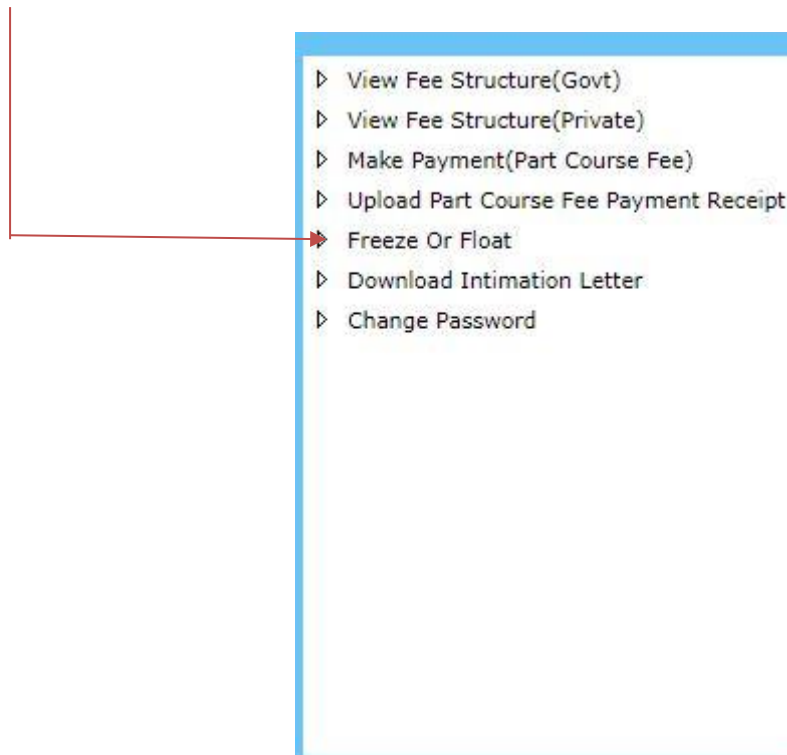 View Fee Structure(Govt)
View Fee Structure(Private)
Make Payment(Part Course Fee)
Upload Part Course Fee Payment Receipt
Freeze Or Float
Download Intimation Letter
Change Password